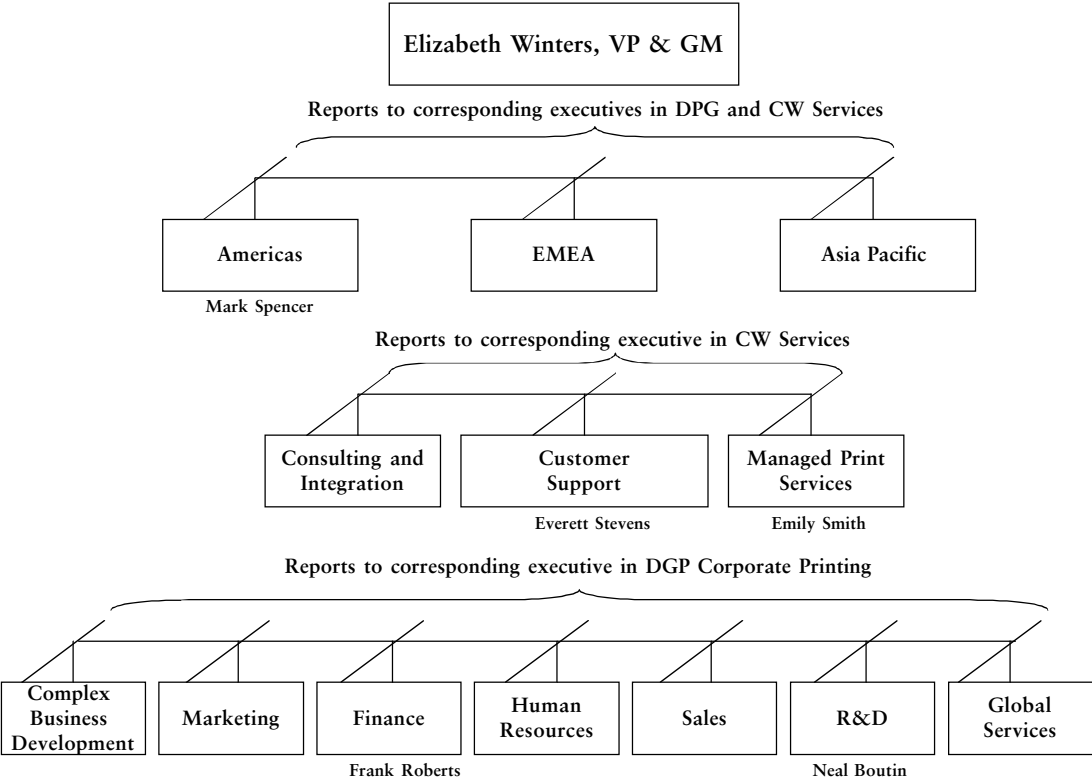 Elizabeth Winters, VP & GM
Reports to corresponding executives in DPG and CW Services
Americas
EMEA
Asia Pacific
Mark Spencer
Reports to corresponding executive in CW Services
Consulting and
Integration
Customer
Support
Managed Print
Services
Everett Stevens
Emily Smith
Reports to corresponding executive in DGP Corporate Printing
Complex
Business
Development
Marketing
Finance
Human
Resources
Sales
R&D
Global
Services
Frank Roberts
Neal Boutin